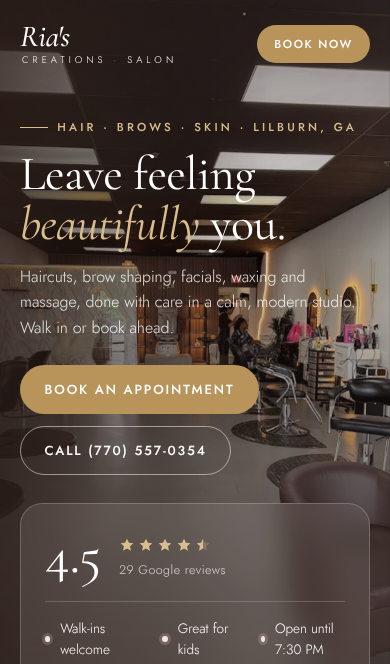 Ria's
CREATIONS · SALON
BOOK NOW
HAIR · BROWS · SKIN · LILBURN, GA
Leave feeling
beautifully you.
Haircuts, brow shaping, facials, waxing and
massage, done with care in a calm, modern studio.
Walk in or book ahead.
BOOK AN APPOINTMENT
CALL (770) 557-0354
4.5
29 Google reviews
Walk-ins
welcome
Great for
kids
Open until
7:30 PM